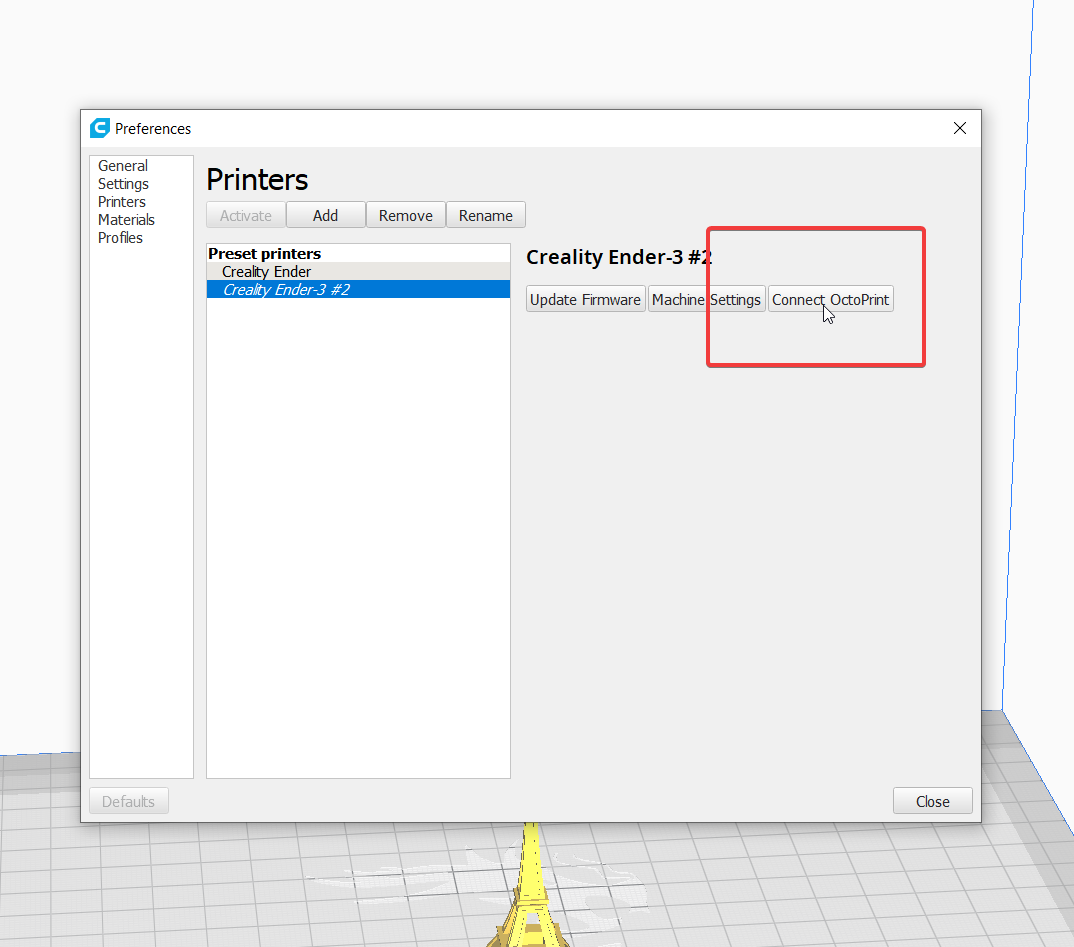 Preferences
General
Settings
Printers
Materials
Profiles
Printers
Activate Add Remove Rename
Preset printers
Creality Ender
Creality Ender-3 #2
Creality Ender-3 #2
Update Firmware Machine Settings Connect OctoPrint
Defaults
Close